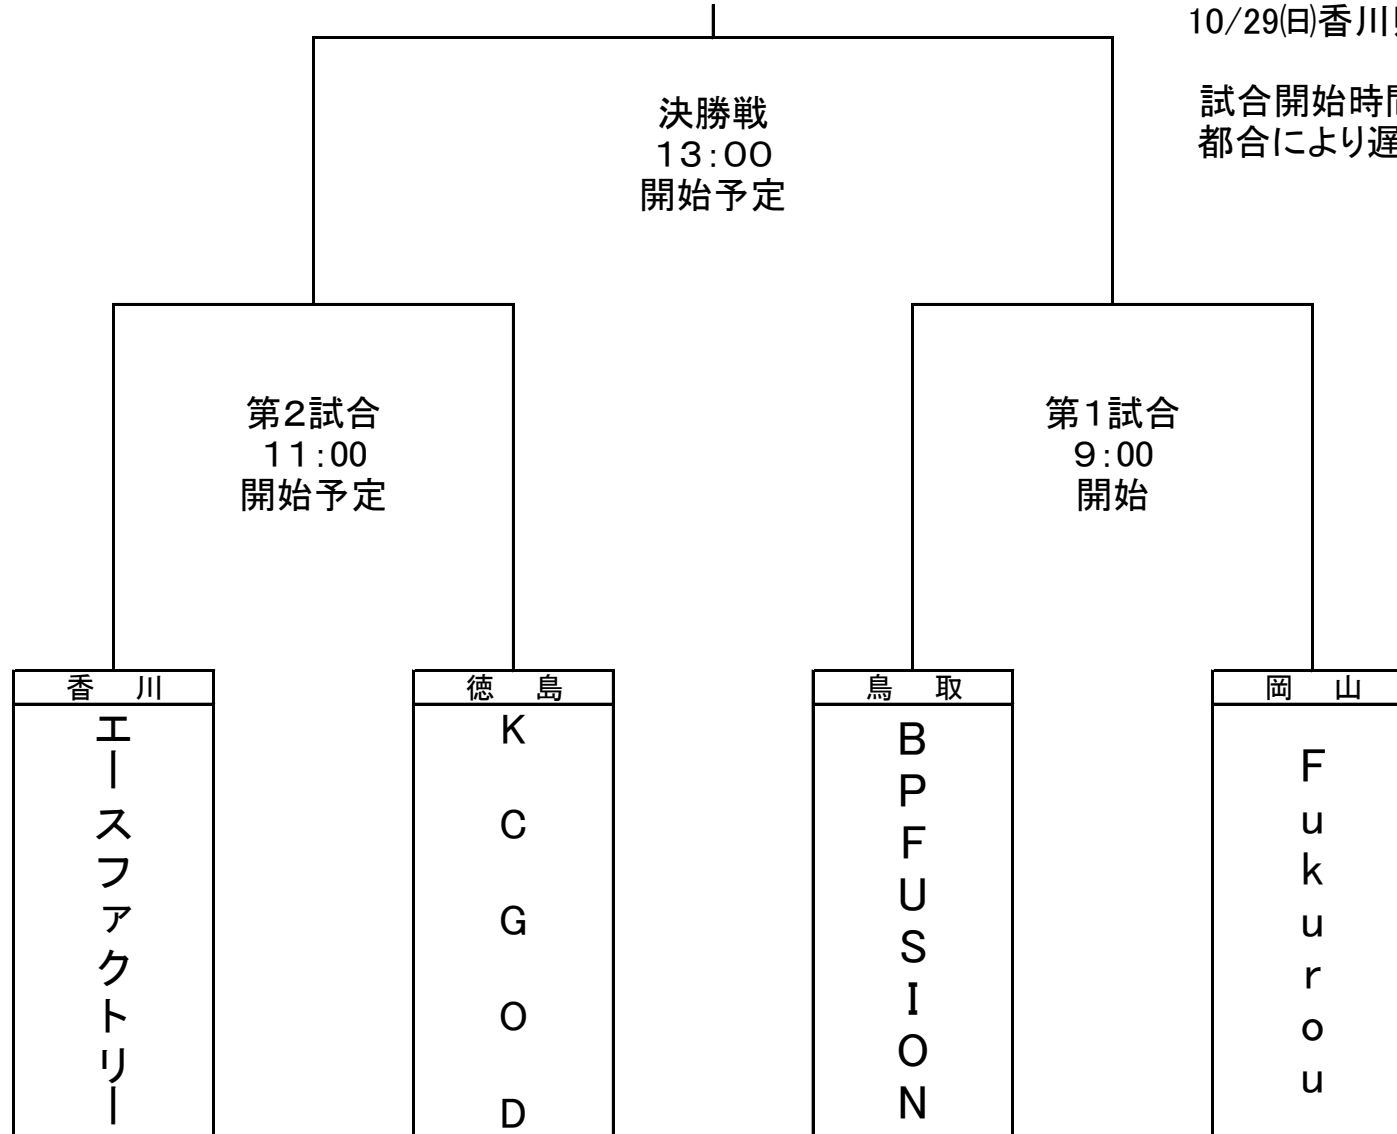 10/29㈰香川
試合開始時
都合により遅
決勝戦
13:00
開始予定
第2試合
11:00
開始予定
第1試合
9:00
開始
香 川
徳 島
鳥 取
岡 山
エースファクトリー
KCGOD
BPFUSION
Fukurou